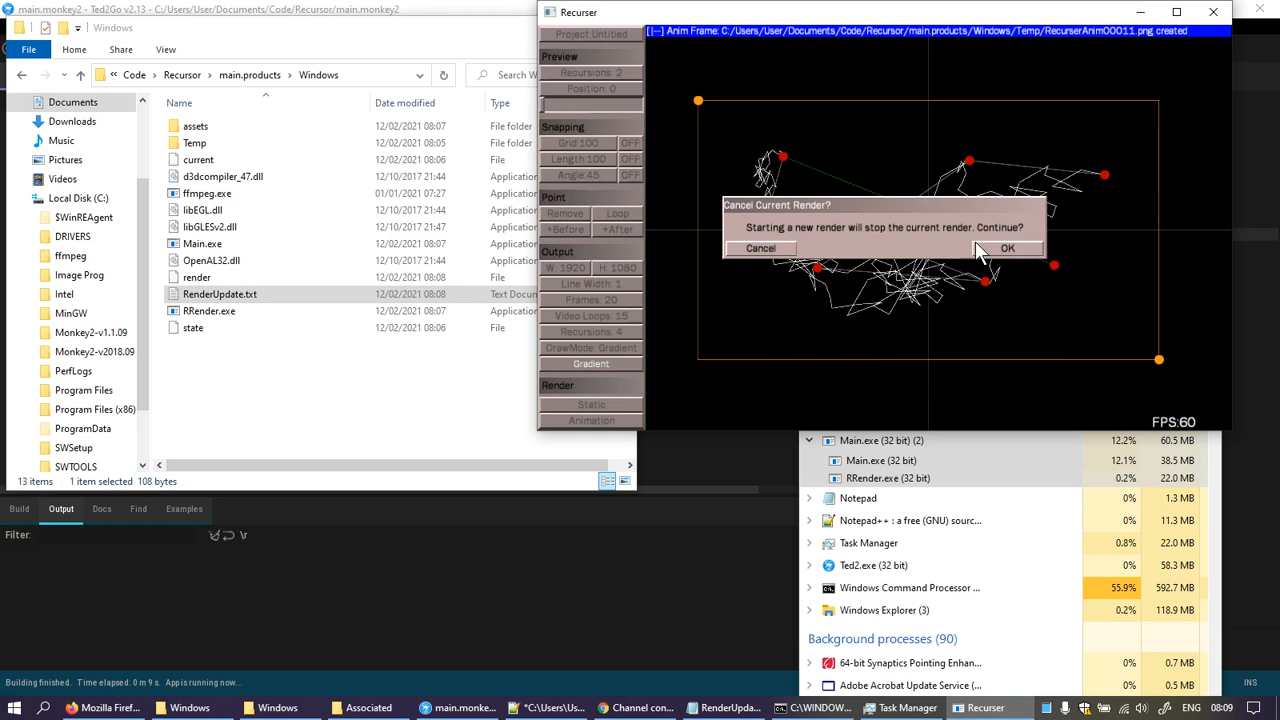 main.monkey2 - Ted2Go v2.13 - C:/Users/User/Documents/Code/Recurser/main.monkey2
Windows
File
Home
Share
View
Code
Recursor
main.products
Windows
Search W
Name
Date modified
Type
Documents
Downloads
Music
Pictures
Videos
Local Disk (C:)
$WinREAgent
DRIVERS
ffmpeg
Image Prog
Intel
MinGW
Monkey2-v1.1.09
Monkey2-v2018.09
PerfLogs
Program Files
Program Files (x86)
ProgramData
SWSetup
SWTOOLS
assets 12/02/2021 08:07 File folder
Temp 12/02/2021 08:05 File folder
current 12/02/2021 08:06 File
d3dcompiler_47.dll 12/10/2017 21:44 Application
ffmpeg.exe 01/01/2021 07:27 Application
libEGL.dll 12/10/2017 21:44 Application
libGLESv2.dll 12/10/2017 21:44 Application
Main.exe 12/02/2021 08:07 Application
OpenAL32.dll 12/10/2017 21:44 Application
render 12/02/2021 08:08 File
RenderUpdate.txt 12/02/2021 08:08 Text Docum
RRender.exe 12/02/2021 08:07 Application
state 12/02/2021 08:06 File
13 items 1 item selected 108 bytes
Recurser
Project:Untitled
[|---] Anim Frame: C:/Users/User/Documents/Code/Recursor/main.products/Windows/Temp/RecurserAnim00011.png created
Preview
Recursions: 2
Position: 0
Snapping
Grid:100 OFF
Length:100 OFF
Angle:45 OFF
Point
Remove Loop
+Before +After
Output
W: 1920 H: 1080
Line Width: 1
Frames: 20
Video Loops: 15
Recursions: 4
DrawMode: Gradient
Gradient
Render
Static
Animation
Cancel Current Render?
Starting a new render will stop the current render. Continue?
Cancel
OK
FPS:60
Main.exe (32 bit) (2) 12.2% 60.5 MB
Main.exe (32 bit) 12.1% 38.5 MB
RRender.exe (32 bit) 0.2% 22.0 MB
Notepad 0% 1.3 MB
Notepad++ : a free (GNU) sourc... 0% 11.3 MB
Task Manager 0.8% 22.0 MB
Ted2.exe (32 bit) 0% 58.3 MB
Windows Command Processor ... 55.9% 592.7 MB
Windows Explorer (3) 0.2% 118.9 MB
Background processes (90)
64-bit Synaptics Pointing Enhan... 0% 0.7 MB
Adobe Acrobat Update Service (... 0% 0.5 MB
Build
Output
Docs
Find
Examples
Filter:
\r
Building finished. Time elapsed: 0 m 9 s. App is running now...
INS
Mozilla Firef...
Windows
Windows
Associated
main.monke...
*C:\Users\Us...
Channel con...
RenderUpda...
C:\WINDOW...
Task Manager
Recurser
08:09